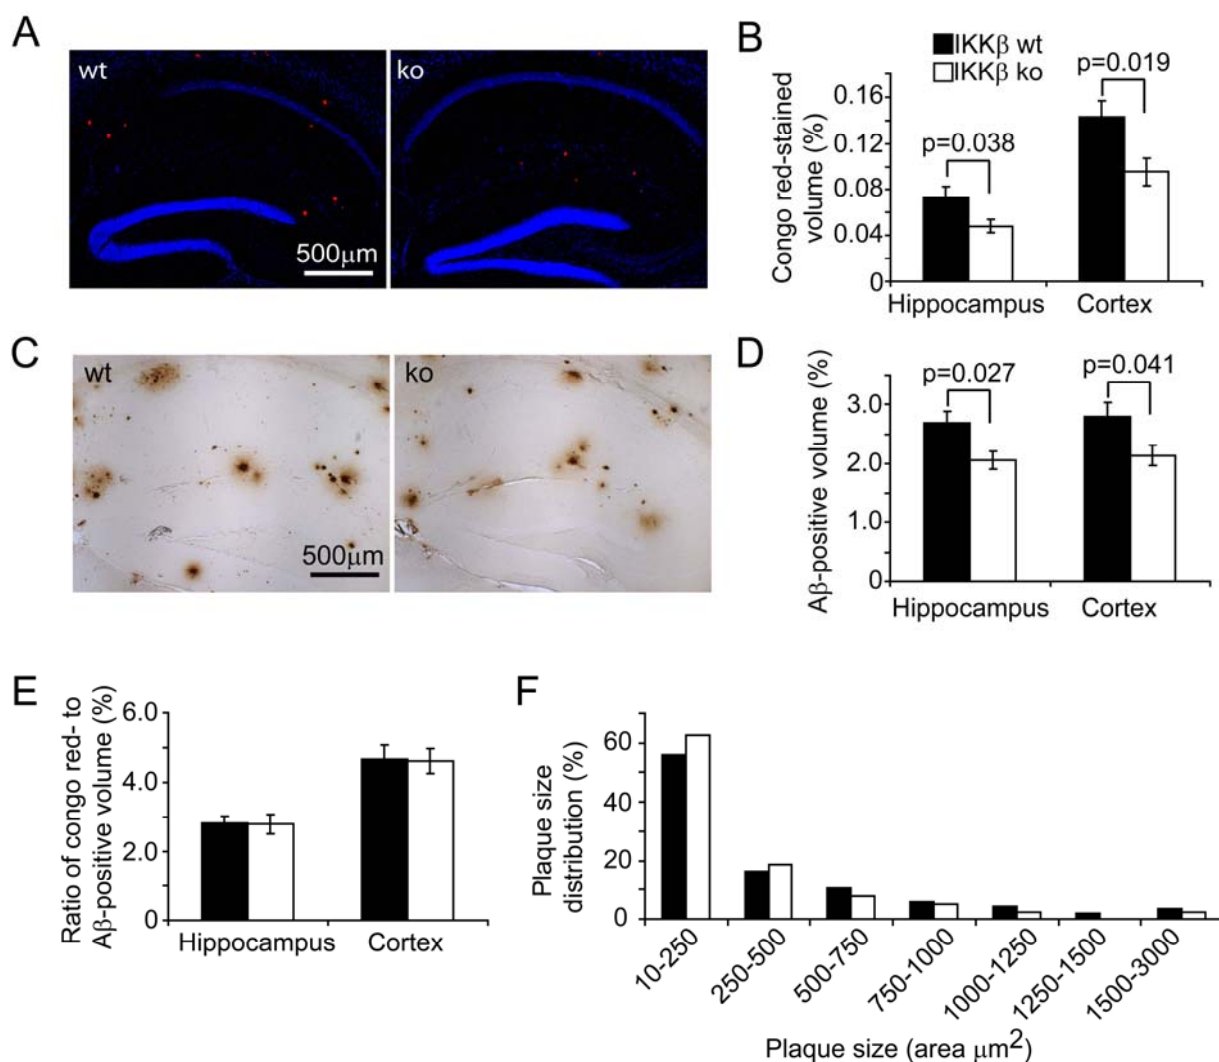 A
wt
ko
500μm
B
IKKβ wt
IKKβ ko
Congo red-stained
volume (%)
0.16
0.12
0.08
0.04
0
p=0.038
p=0.019
Hippocampus
Cortex
C
wt
ko
500μm
D
Aβ-positive volume (%)
3.0
2.0
1.0
0
p=0.027
p=0.041
Hippocampus
Cortex
E
Ratio of congo red- to
Aβ-positive volume (%)
6.0
4.0
2.0
0
Hippocampus
Cortex
F
Plaque size
distribution (%)
60
40
20
0
10-250
250-500
500-750
750-1000
1000-1250
1250-1500
1500-3000
Plaque size (area μm²)